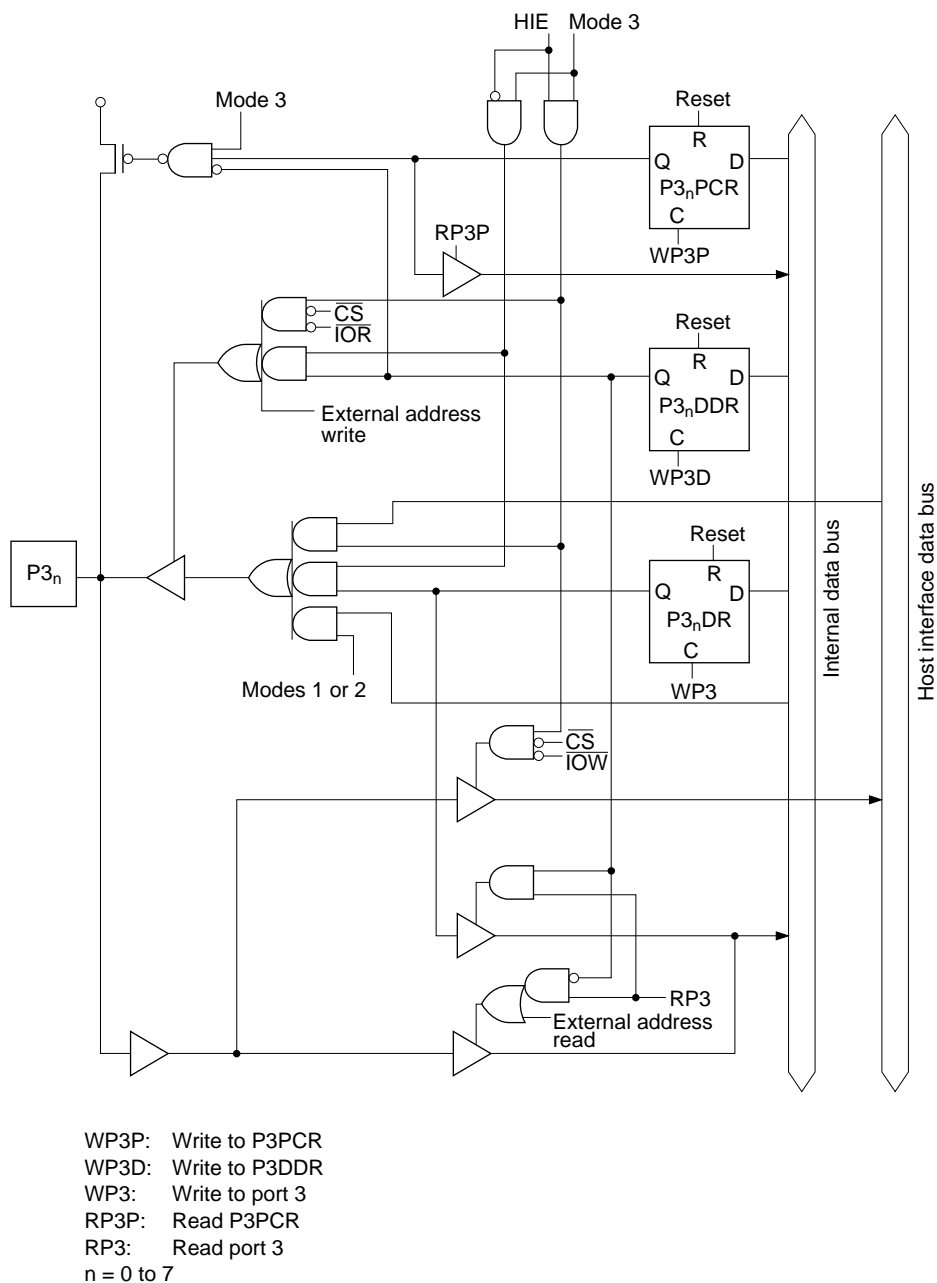 HIE Mode 3
Mode 3
Reset
R
Q D
P3nPCR
C
WP3P
RP3P
CS
IOR
Reset
R
Q D
P3nDDR
C
WP3D
External address
write
Reset
R
Q D
P3nDR
C
WP3
P3n
Modes 1 or 2
Internal data bus
Host interface data bus
CS
IOW
RP3
External address
read
WP3P: Write to P3PCR
WP3D: Write to P3DDR
WP3: Write to port 3
RP3P: Read P3PCR
RP3: Read port 3
n = 0 to 7